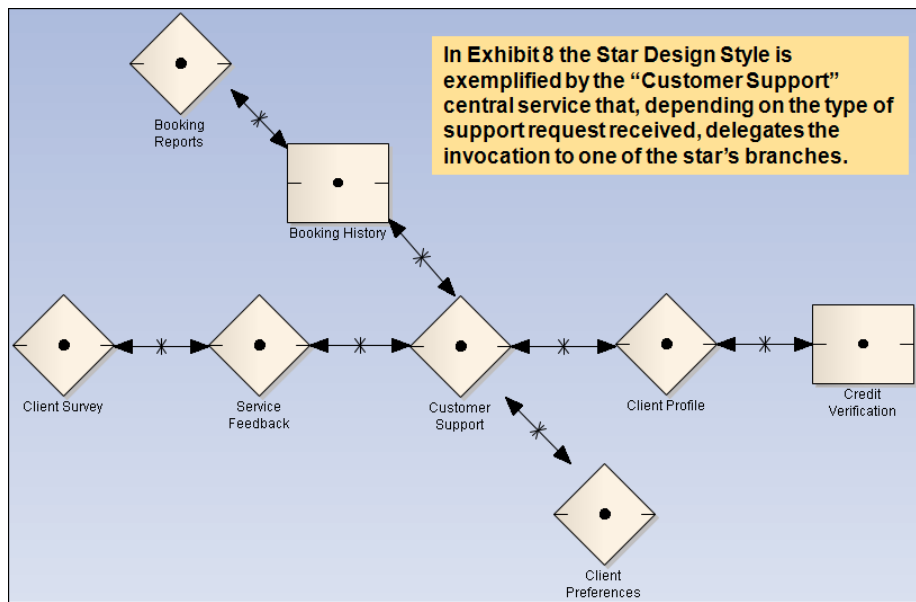 In Exhibit 8 the Star Design Style is
exemplified by the “Customer Support”
central service that, depending on the type of
support request received, delegates the
invocation to one of the star’s branches.
Booking
Reports
Booking History
Client Survey
Service
Feedback
Customer
Support
Client Profile
Credit
Verification
Client
Preferences